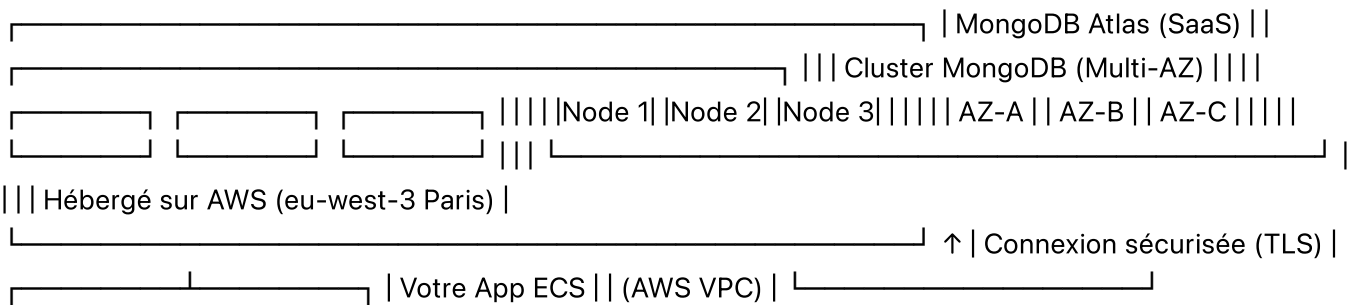 ┌─────────────────────────────────────────┐ │ MongoDB Atlas (SaaS) │ │
┌───────────────────────────────────┐ │ │ │ Cluster MongoDB (Multi-AZ) │ │ │ │
┌──────┐ ┌──────┐ ┌──────┐ │ │ │ │ │Node 1│ │Node 2│ │Node 3│ │ │ │ │ │ AZ-A │ │ AZ-B │ │ AZ-C │ │ │ │ │
└──────┘ └──────┘ └──────┘ │ │ │ └───────────────────────────────────┘ │
│ │ │ Hébergé sur AWS (eu-west-3 Paris) │
└─────────────────────────────────────────┘ ↑ │ Connexion sécurisée (TLS) │
┌───────┴───────┐ │ Votre App ECS │ │ (AWS VPC) │ └───────────────┘